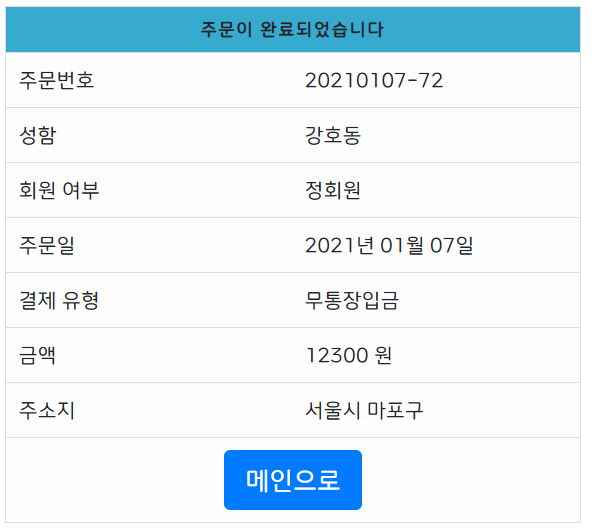 주문이 완료되었습니다
주문번호 20210107-72
성함 강호동
회원 여부 정회원
주문일 2021년 01월 07일
결제 유형 무통장입금
금액 12300 원
주소지 서울시 마포구
메인으로